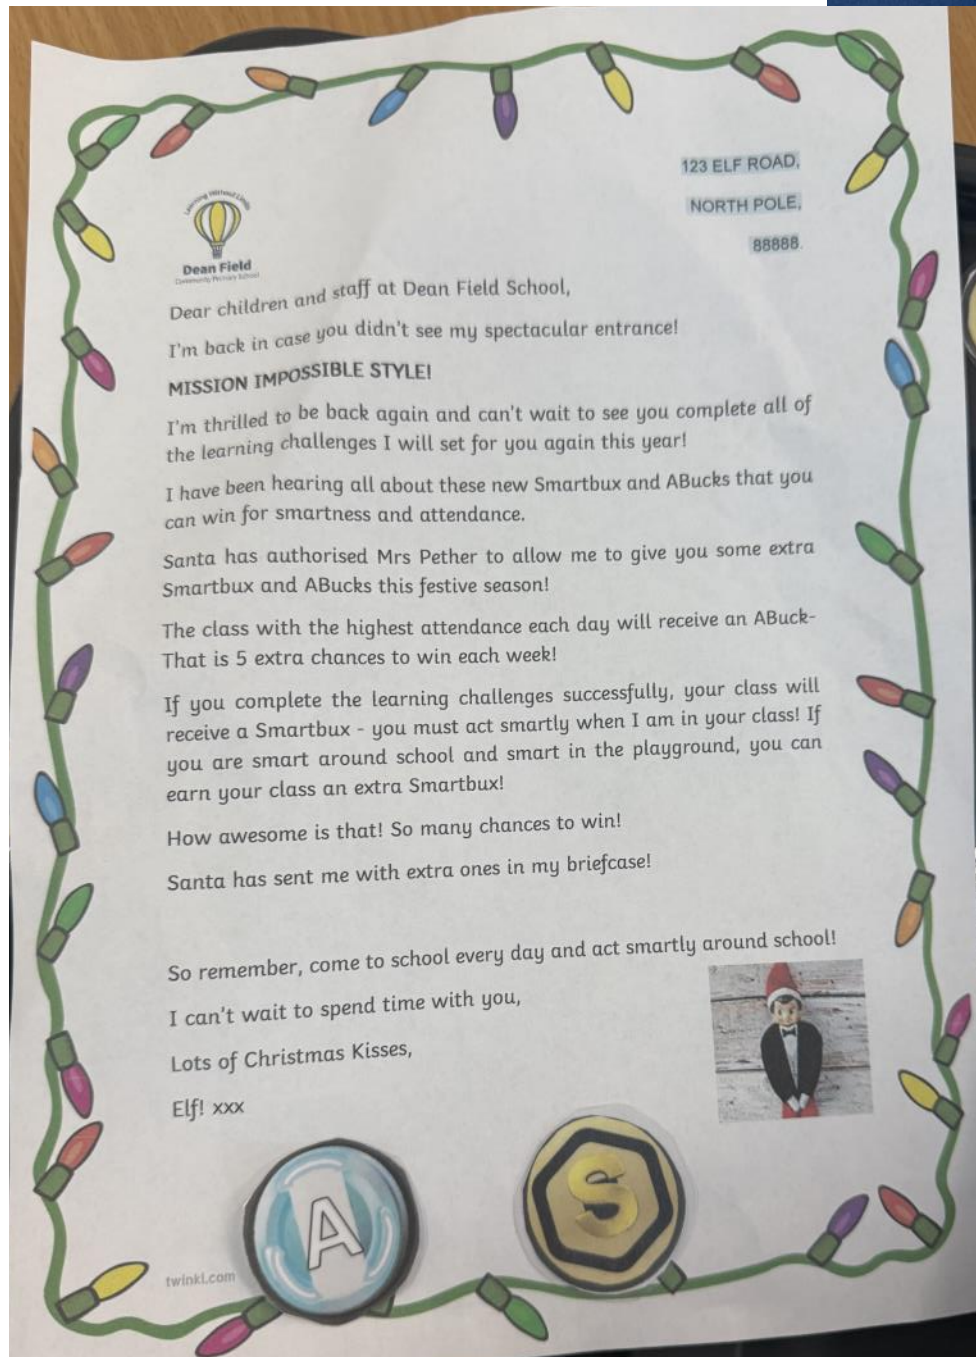 123 ELF ROAD,
NORTH POLE,
88888.
Learning Without Limits
Dean Field
Community Primary School
Dear children and staff at Dean Field School,
I'm back in case you didn't see my spectacular entrance!
MISSION IMPOSSIBLE STYLE!
I'm thrilled to be back again and can't wait to see you complete all of
the learning challenges I will set for you again this year!
I have been hearing all about these new Smartbux and ABucks that you
can win for smartness and attendance.
Santa has authorised Mrs Pether to allow me to give you some extra
Smartbux and ABucks this festive season!
The class with the highest attendance each day will receive an ABuck-
That is 5 extra chances to win each week!
If you complete the learning challenges successfully, your class will
receive a Smartbux - you must act smartly when I am in your class! If
you are smart around school and smart in the playground, you can
earn your class an extra Smartbux!
How awesome is that! So many chances to win!
Santa has sent me with extra ones in my briefcase!
So remember, come to school every day and act smartly around school!
I can't wait to spend time with you,
Lots of Christmas Kisses,
Elf! xxx
A
S
twinkl.com